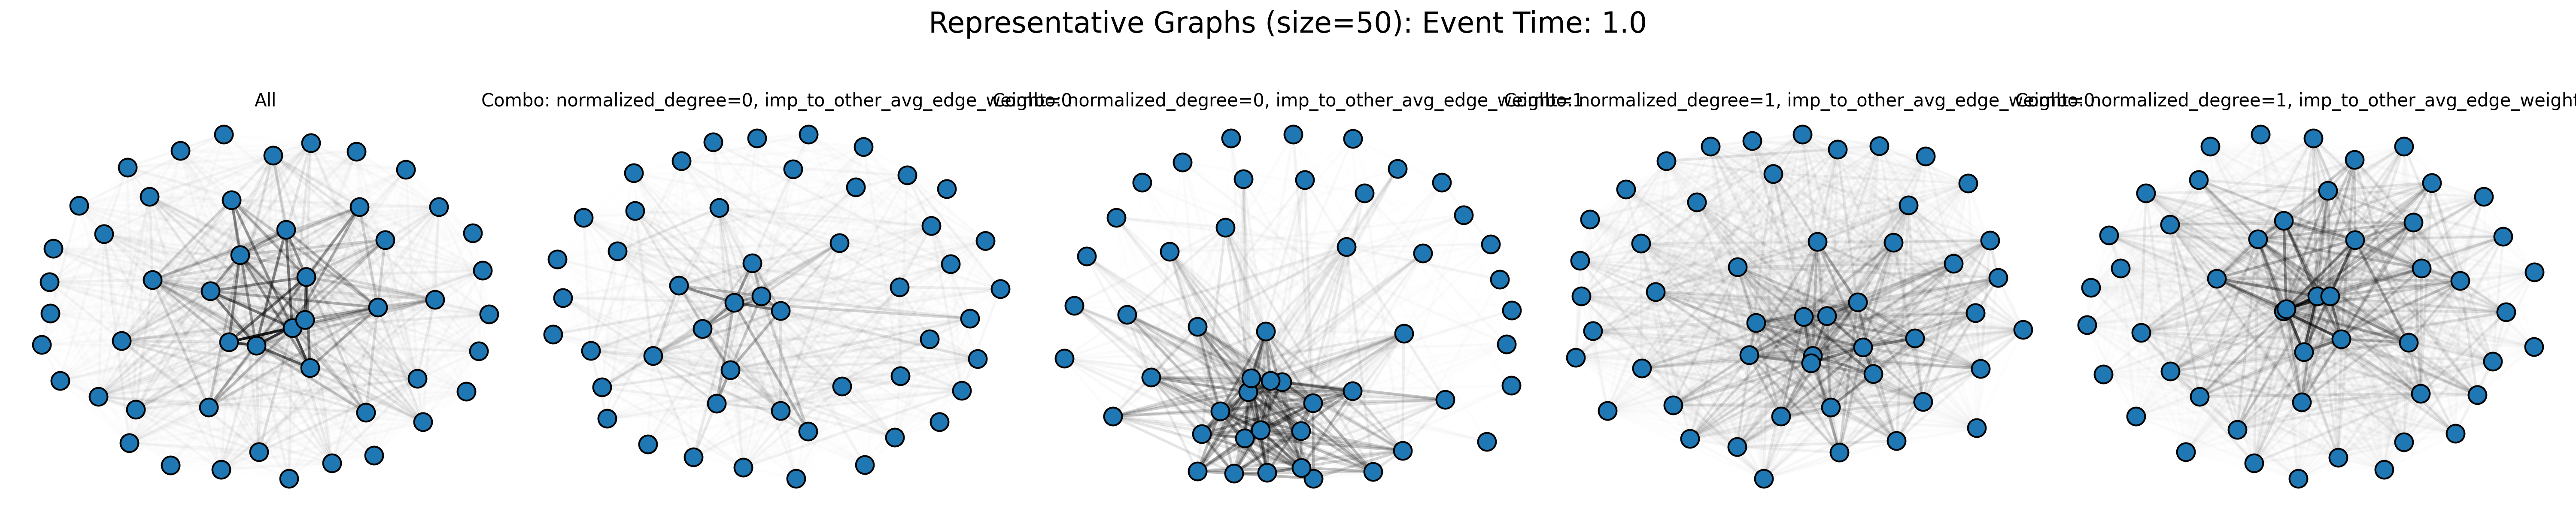 Representative Graphs (size=50): Event Time: 1.0
All
Combo: normalized_degree=0, imp_to_other_avg_edge_weight=0
Combo: normalized_degree=0, imp_to_other_avg_edge_weight=1
Combo: normalized_degree=1, imp_to_other_avg_edge_weight=0
Combo: normalized_degree=1, imp_to_other_avg_edge_weight